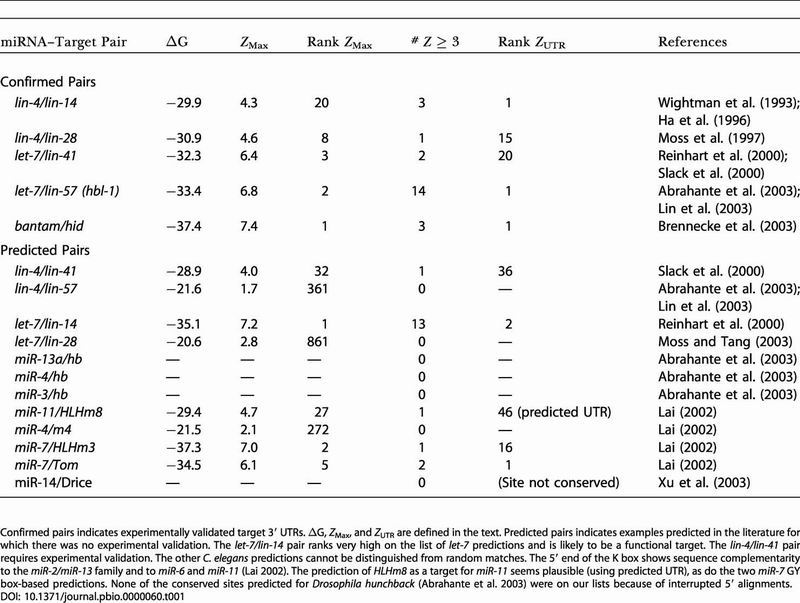 miRNA–Target Pair ΔG Z_Max Rank Z_Max # Z ≥ 3 Rank Z_UTR References
Confirmed Pairs
lin-4/lin-14 −29.9 4.3 20 3 1 Wightman et al. (1993);
Ha et al. (1996)
lin-4/lin-28 −30.9 4.6 8 1 15 Moss et al. (1997)
let-7/lin-41 −32.3 6.4 3 2 20 Reinhart et al. (2000);
Slack et al. (2000)
let-7/lin-57 (hbl-1) −33.4 6.8 2 14 1 Abrahante et al. (2003);
Lin et al. (2003)
bantam/hid −37.4 7.4 1 3 1 Brennecke et al. (2003)
Predicted Pairs
lin-4/lin-41 −28.9 4.0 32 1 36 Slack et al. (2000)
lin-4/lin-57 −21.6 1.7 361 0 — Abrahante et al. (2003);
Lin et al. (2003)
let-7/lin-14 −35.1 7.2 1 13 2 Reinhart et al. (2000)
let-7/lin-28 −20.6 2.8 861 0 — Moss and Tang (2003)
miR-13a/hb — — — 0 Abrahante et al. (2003)
miR-4/hb — — — 0 Abrahante et al. (2003)
miR-3/hb — — — 0 Abrahante et al. (2003)
miR-11/HLHm8 −29.4 4.7 27 1 46 (predicted UTR) Lai (2002)
miR-4/m4 −21.5 2.1 272 0 — Lai (2002)
miR-7/HLHm3 −37.3 7.0 2 1 16 Lai (2002)
miR-7/Tom −34.5 6.1 5 2 1 Lai (2002)
miR-14/Drice — — — 0 (Site not conserved) Xu et al. (2003)
Confirmed pairs indicates experimentally validated target 3′ UTRs. ΔG, Z_Max, and Z_UTR are defined in the text. Predicted pairs indicates examples predicted in the literature for
which there was no experimental validation. The let-7/lin-14 pair ranks very high on the list of let-7 predictions and is likely to be a functional target. The lin-4/lin-41 pair
requires experimental validation. The other C. elegans predictions cannot be distinguished from random matches. The 5′ end of the K box shows sequence complementarity
to the miR-2/miR-13 family and to miR-6 and miR-11 (Lai 2002). The prediction of HLHm8 as a target for miR-11 seems plausible (using predicted UTR), as do the two miR-7 GY
box-based predictions. None of the conserved sites predicted for Drosophila hunchback (Abrahante et al. 2003) were on our lists because of interrupted 5′ alignments.
DOI: 10.1371/journal.pbio.0000060.t001